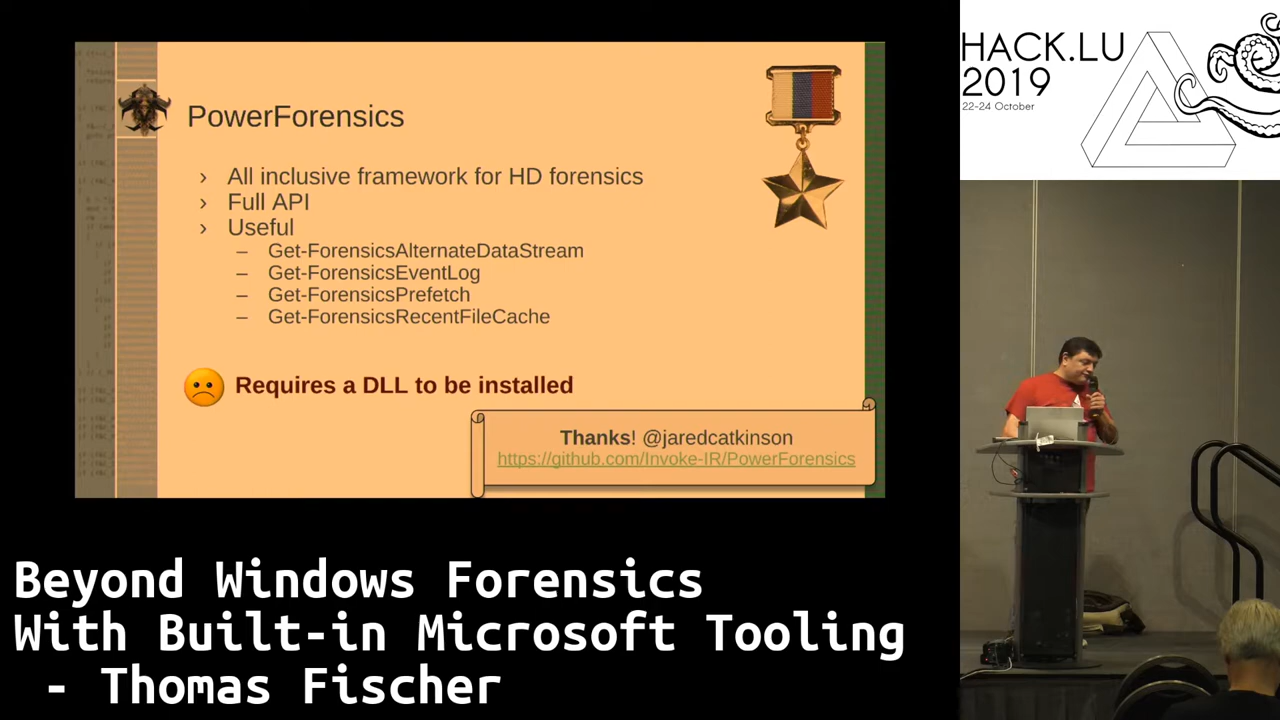 HACK.LU
2019
22-24 October
PowerForensics
› All inclusive framework for HD forensics
› Full API
› Useful
– Get-ForensicsAlternateDataStream
– Get-ForensicsEventLog
– Get-ForensicsPrefetch
– Get-ForensicsRecentFileCache
Requires a DLL to be installed
Thanks! @jaredcatkinson
https://github.com/Invoke-IR/PowerForensics
Beyond Windows Forensics
With Built-in Microsoft Tooling
- Thomas Fischer